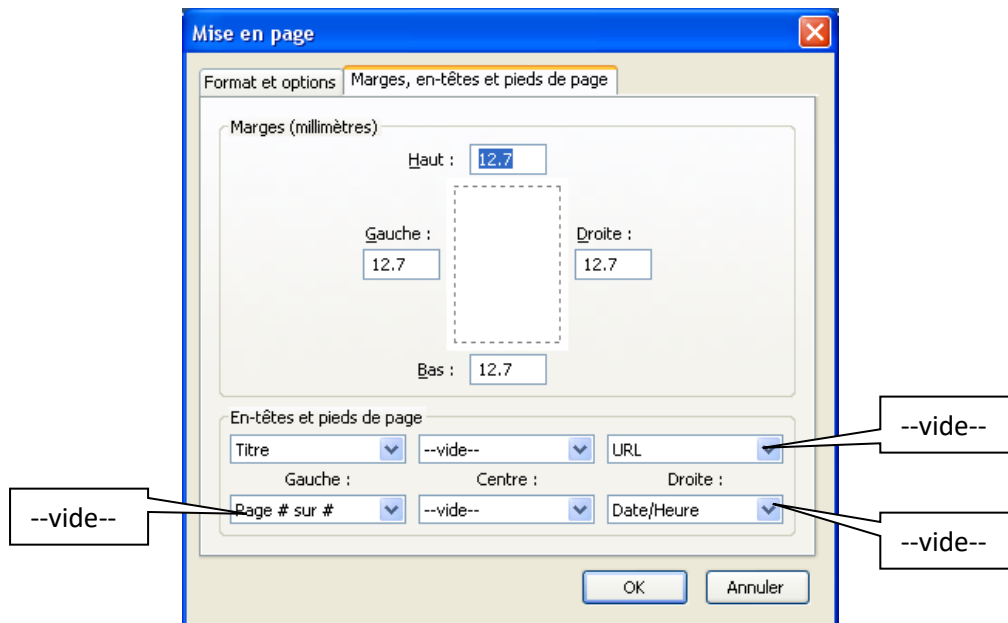 Mise en page
Format et options Marges, en-têtes et pieds de page
Marges (millimètres)
Haut : 12.7
Gauche : Droite :
12.7 12.7
Bas : 12.7
En-têtes et pieds de page
Titre --vide-- URL
--vide--
Gauche : Centre : Droite :
Page # sur # --vide-- Date/Heure
--vide--
--vide--
OK Annuler